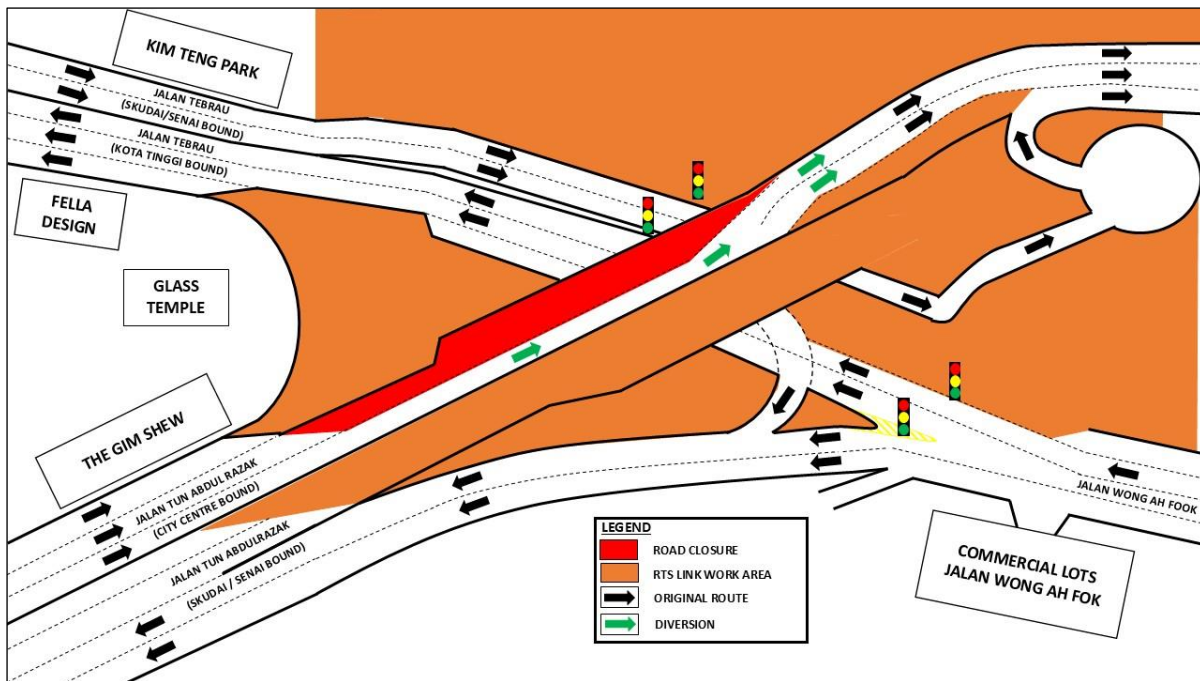 KIM TENG PARK
JALAN TEBRAU
(SKUDAI/SENAI BOUND)
JALAN TEBRAU
(KOTA TINGGI BOUND)
FELLA
DESIGN
GLASS
TEMPLE
THE GIM SHEW
JALAN TUN ABDUL RAZAK
(CITY CENTRE BOUND)
JALAN TUN ABDULRAZAK
(SKUDAI / SENAI BOUND)
JALAN WONG AH FOOK
COMMERCIAL LOTS
JALAN WONG AH FOK
LEGEND
ROAD CLOSURE
RTS LINK WORK AREA
ORIGINAL ROUTE
DIVERSION